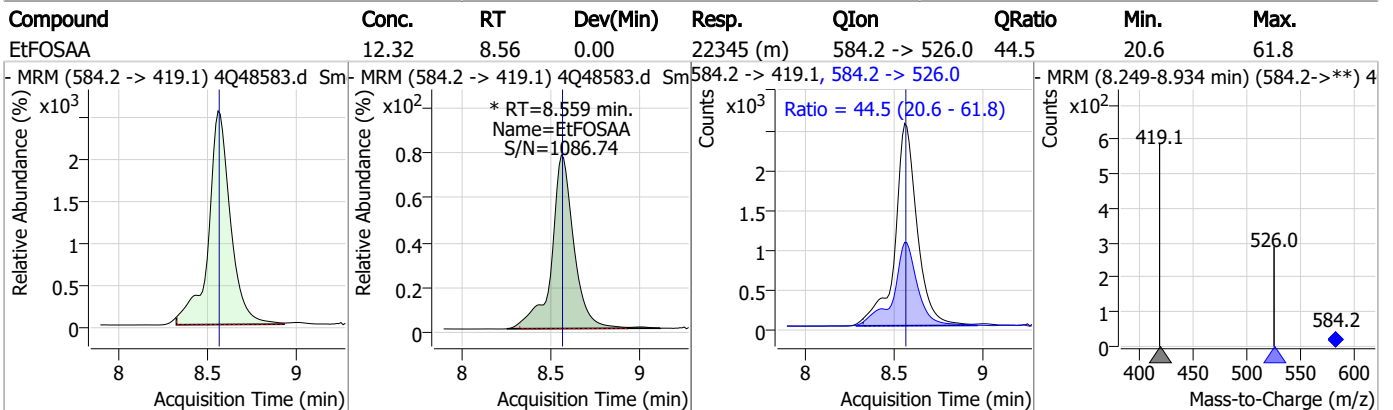 Compound Conc. RT Dev(Min) Resp. QIon QRatio Min. Max.
EtFOSAA 12.32 8.56 0.00 22345 (m) 584.2 -> 526.0 44.5 20.6 61.8
- MRM (584.2 -> 419.1) 4Q48583.d Sm
Relative Abundance (%)
x10³
2
1.5
1
0.5
0
8 8.5 9
Acquisition Time (min)
- MRM (584.2 -> 419.1) 4Q48583.d Sm
Relative Abundance (%)
x10²
* RT=8.559 min.
Name=EtFOSAA
S/N=1086.74
0.8
0.6
0.4
0.2
0
8 8.5 9
Acquisition Time (min)
584.2 -> 419.1, 584.2 -> 526.0
Counts
x10³
Ratio = 44.5 (20.6 - 61.8)
2
1.5
1
0.5
0
8 8.5 9
Acquisition Time (min)
- MRM (8.249-8.934 min) (584.2->**) 4
Counts
x10²
6
5
4
3
2
1
0
419.1
526.0
584.2
400 450 500 550 600
Mass-to-Charge (m/z)